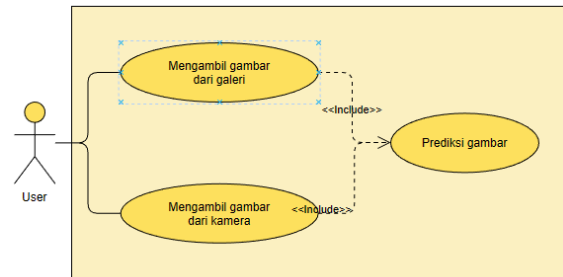 Mengambil gambar
dari galeri
<<Include>>
Prediksi gambar
User
Mengambil gambar
dari kamera
<<Include>>